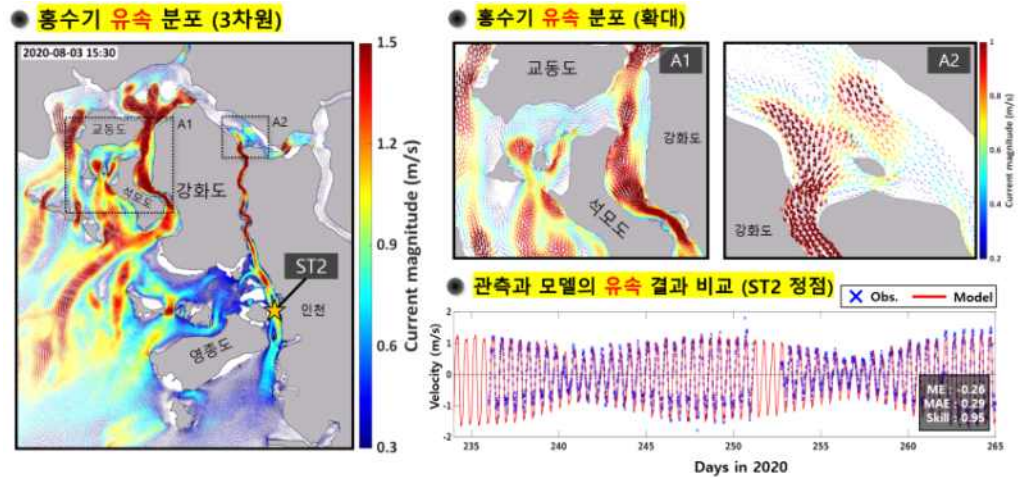 홍수기 유속 분포 (3차원)
2020-08-03 15:30
교동도
A1
A2
석모도
강화도
ST2
인천
영종도
1.5
1.2
0.9
0.6
0.3
Current magnitude (m/s)
홍수기 유속 분포 (확대)
교동도
A1
강화도
석모도
A2
강화도
1
0.8
0.6
0.4
0.2
Current magnitude (m/s)
관측과 모델의 유속 결과 비교 (ST2 정점)
Obs.
Model
Velocity (m/s)
2
1
0
-1
-2
ME : -0.26
MAE : 0.29
Skill : 0.95
235
240
245
250
255
260
265
Days in 2020